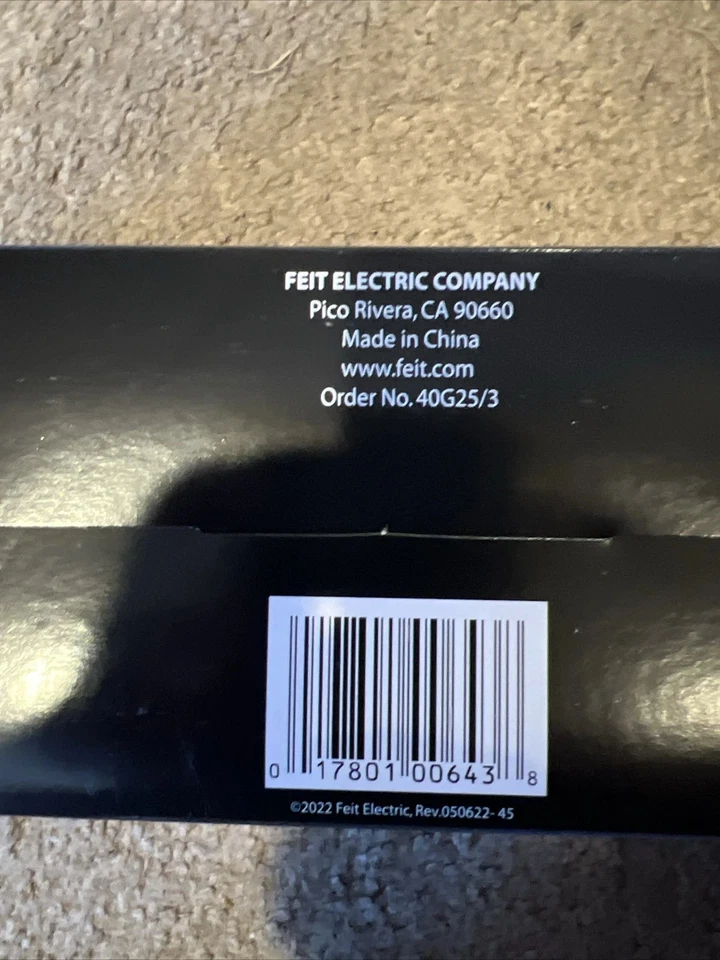 FEIT ELECTRIC COMPANY
Pico Rivera, CA 90660
Made in China
www.feit.com
Order No. 40G25/3
0 17801 00643 8
©2022 Feit Electric, Rev.050622- 45